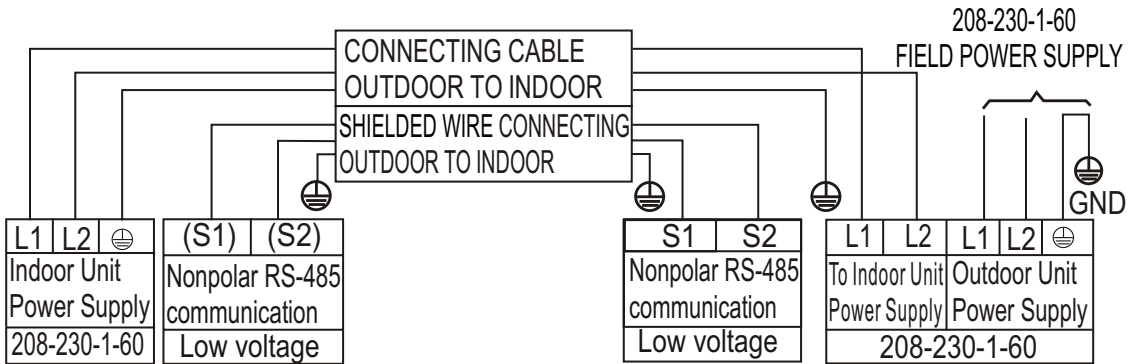 208-230-1-60
FIELD POWER SUPPLY
CONNECTING CABLE
OUTDOOR TO INDOOR
SHIELDED WIRE CONNECTING
OUTDOOR TO INDOOR
GND
L1 L2
Indoor Unit
Power Supply
208-230-1-60
(S1) (S2)
Nonpolar RS-485
communication
Low voltage
S1 S2
Nonpolar RS-485
communication
Low voltage
L1 L2
To Indoor Unit
Power Supply
L1 L2
Outdoor Unit
Power Supply
208-230-1-60